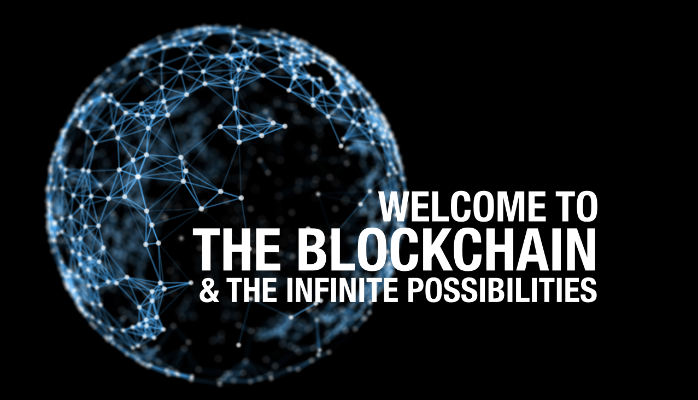 WELCOME TO
THE BLOCKCHAIN
& THE INFINITE POSSIBILITIES